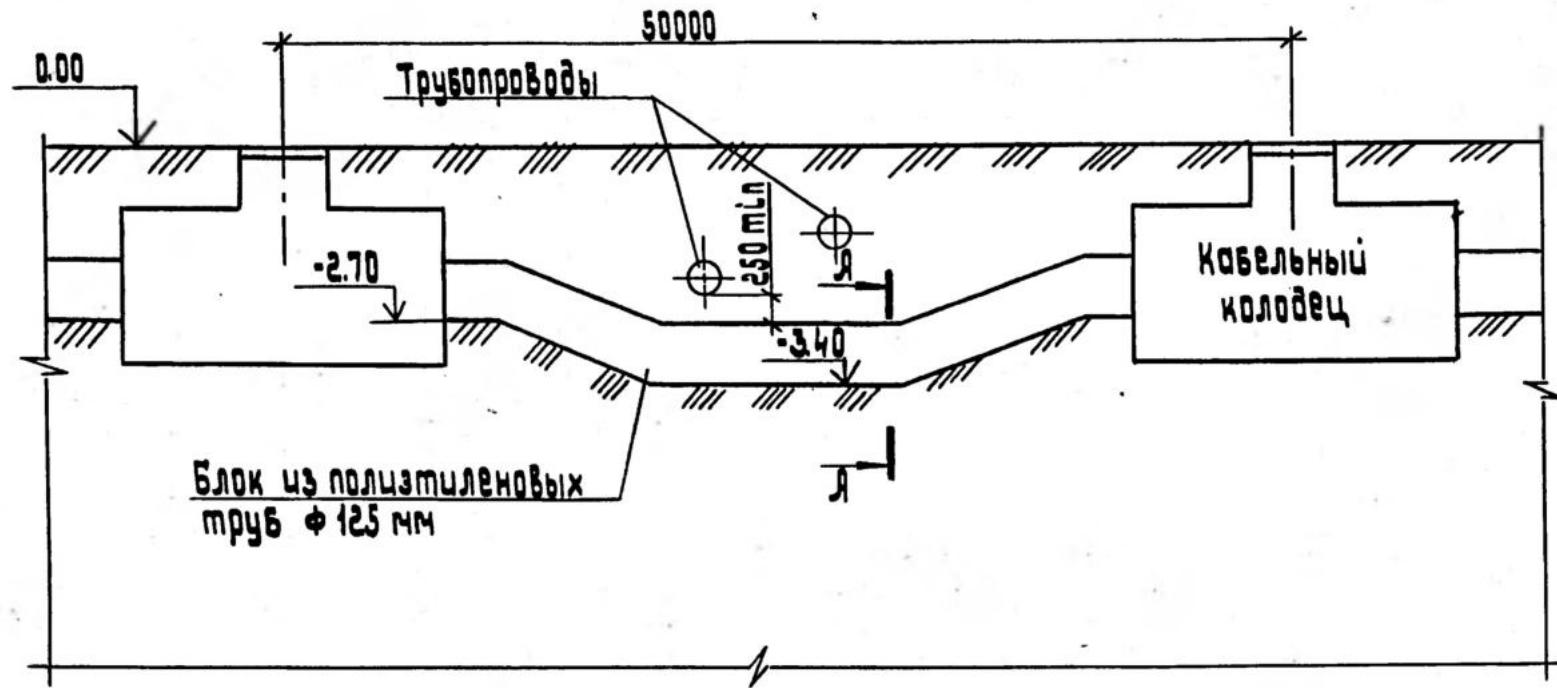 50000
0.00
Трубопроводы
250 min
А
-2.70
Кабельный
колодец
-3.40
Блок из полиэтиленовых
труб ф 125 мм
А